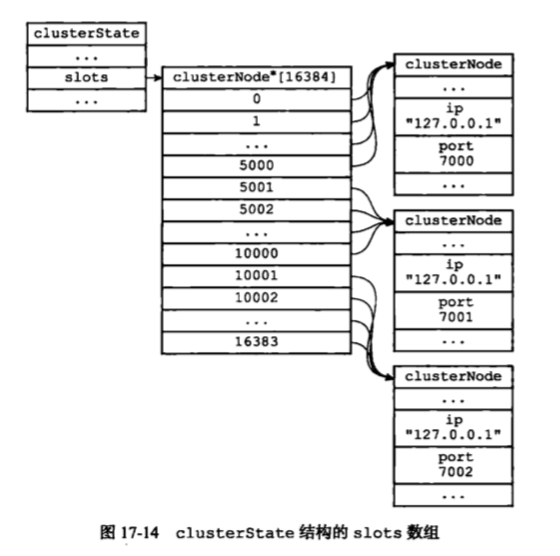 clusterState
...
slots
...
clusterNode*[16384]
0
1
...
5000
5001
5002
...
10000
10001
10002
...
16383
clusterNode
...
ip
"127.0.0.1"
port
7000
...
clusterNode
...
ip
"127.0.0.1"
port
7001
...
clusterNode
...
ip
"127.0.0.1"
port
7002
...
图 17-14 clusterState 结构的 slots 数组